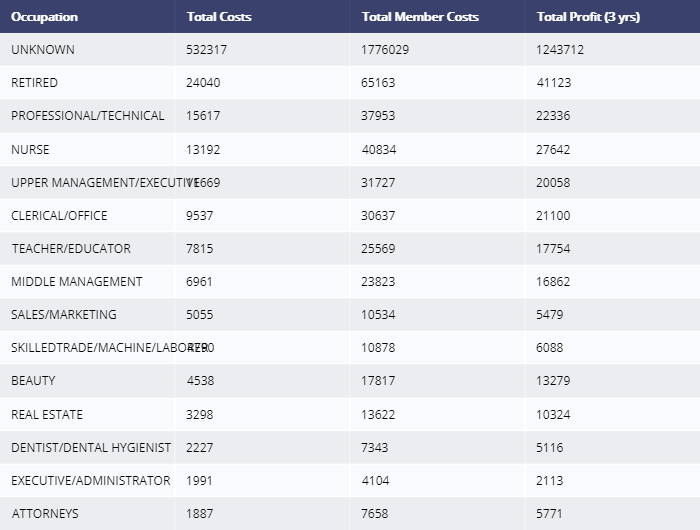 Occupation Total Costs Total Member Costs Total Profit (3 yrs)
UNKNOWN 532317 1776029 1243712
RETIRED 24040 65163 41123
PROFESSIONAL/TECHNICAL 15617 37953 22336
NURSE 13192 40834 27642
UPPER MANAGEMENT/EXECUTIVE 11669 31727 20058
CLERICAL/OFFICE 9537 30637 21100
TEACHER/EDUCATOR 7815 25569 17754
MIDDLE MANAGEMENT 6961 23823 16862
SALES/MARKETING 5055 10534 5479
SKILLEDTRADE/MACHINE/LABORER 4790 10878 6088
BEAUTY 4538 17817 13279
REAL ESTATE 3298 13622 10324
DENTIST/DENTAL HYGIENIST 2227 7343 5116
EXECUTIVE/ADMINISTRATOR 1991 4104 2113
ATTORNEYS 1887 7658 5771